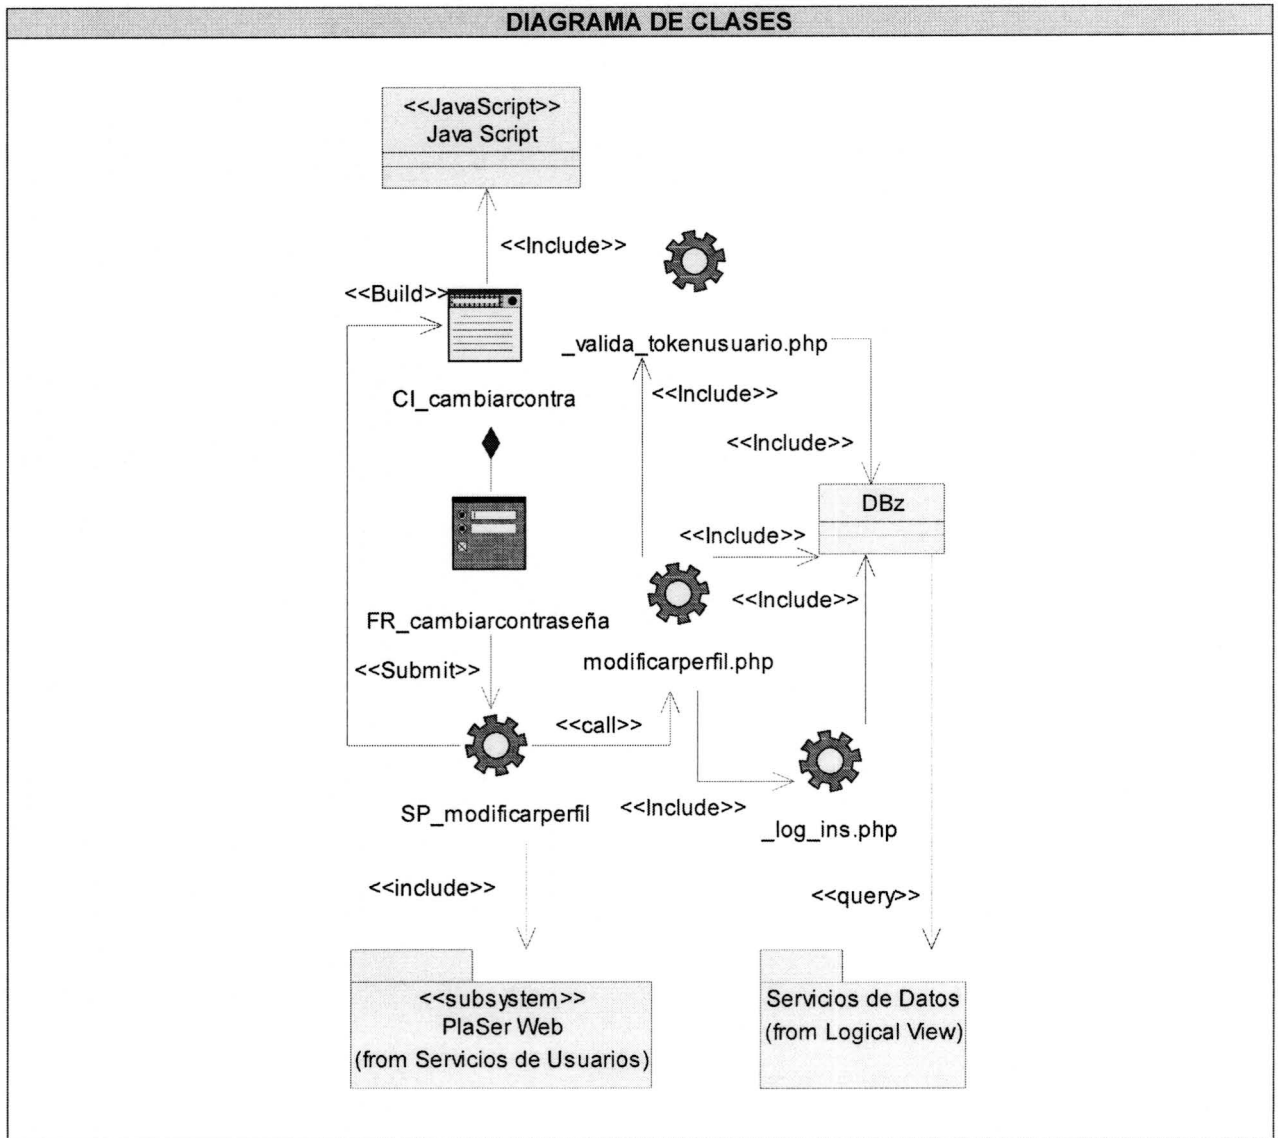 DIAGRAMA DE CLASES
<<JavaScript>>
Java Script
<<Include>>
<<Build>>
_valida_tokenusuario.php
CI_cambiarcontra
<<Include>>
<<Include>>
DBz
<<Include>>
<<Include>>
FR_cambiarcontraseña
modificarperfil.php
<<Submit>>
<<call>>
SP_modificarperfil
<<Include>>
_log_ins.php
<<include>>
<<query>>
<<subsystem>>
PlaSer Web
(from Servicios de Usuarios)
Servicios de Datos
(from Logical View)